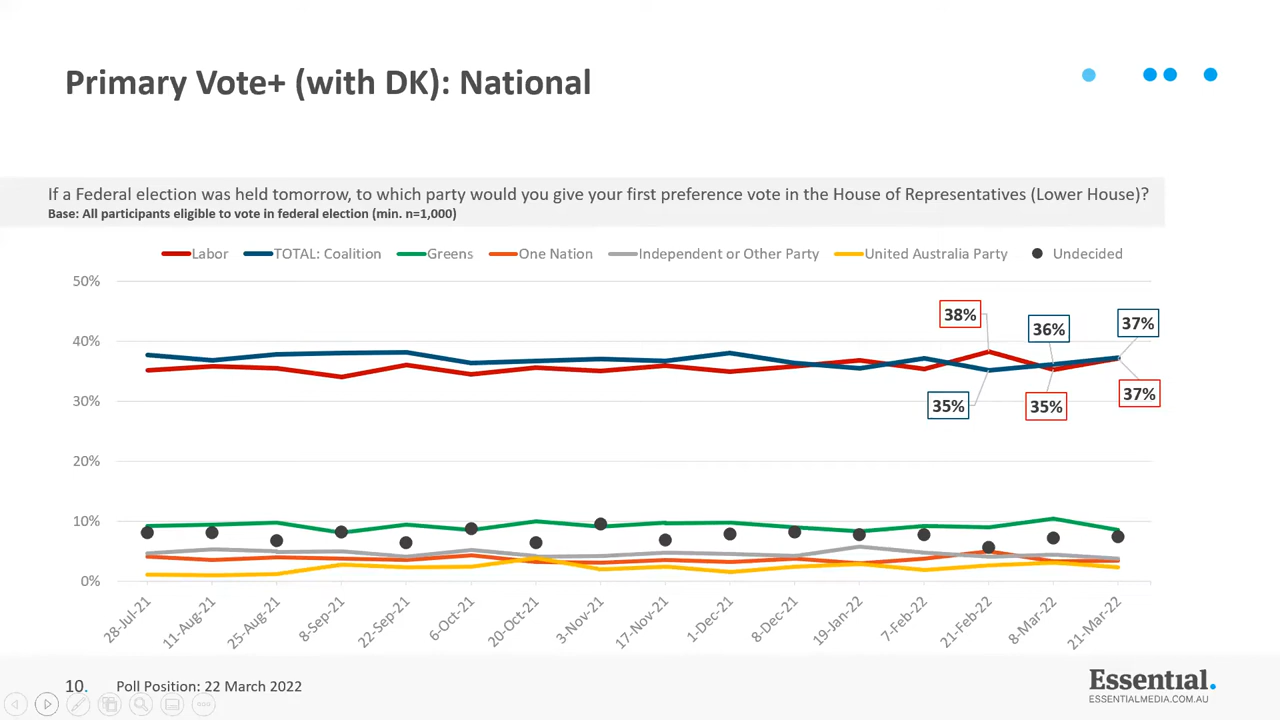 Primary Vote+ (with DK): National
If a Federal election was held tomorrow, to which party would you give your first preference vote in the House of Representatives (Lower House)?
Base: All participants eligible to vote in federal election (min. n=1,000)
Labor TOTAL: Coalition Greens One Nation Independent or Other Party United Australia Party Undecided
50%
40%
30%
20%
10%
0%
38%
36%
37%
35%
35%
37%
28-Jul-21
11-Aug-21
25-Aug-21
8-Sep-21
22-Sep-21
6-Oct-21
20-Oct-21
3-Nov-21
17-Nov-21
1-Dec-21
8-Dec-21
19-Jan-22
7-Feb-22
21-Feb-22
8-Mar-22
21-Mar-22
10. Poll Position: 22 March 2022
Essential.
ESSENTIALMEDIA.COM.AU